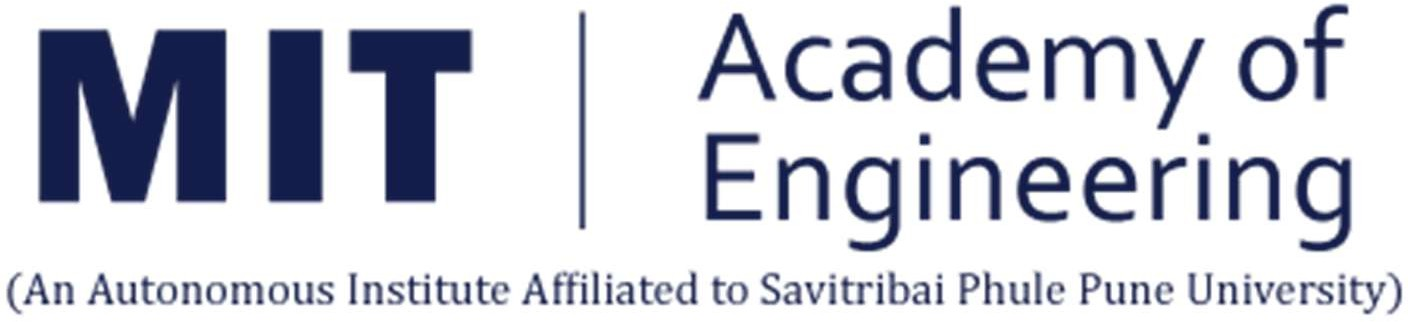 MIT
Academy of
Engineering
(An Autonomous Institute Affiliated to Savitribai Phule Pune University)